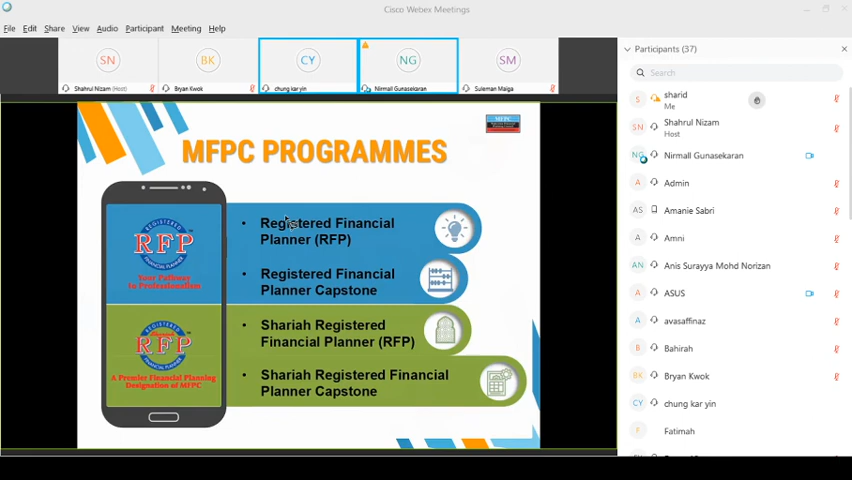 Cisco Webex Meetings
File Edit Share View Audio Participant Meeting Help
SN
BK
CY
NG
SM
Shahrul Nizam (Host)
Bryan Kwok
chung kar yin
Nirmall Gunasekaran
Suleman Maiga
MFPC
MFPC PROGRAMMES
REGISTERED
RFP
FINANCIAL PLANNER
Your Pathway
to Professionalism
• Registered Financial
Planner (RFP)
• Registered Financial
Planner Capstone
REGISTERED
Shariah
RFP
FINANCIAL PLANNER
A Premier Financial Planning
Designation of MFPC
• Shariah Registered
Financial Planner (RFP)
• Shariah Registered Financial
Planner Capstone
Participants (37)
Search
S sharid
Me
SN Shahrul Nizam
Host
NG Nirmall Gunasekaran
A Admin
AS Amanie Sabri
A Amni
AN Anis Surayya Mohd Norizan
A ASUS
A avasaffinaz
B Bahirah
BK Bryan Kwok
CY chung kar yin
F Fatimah